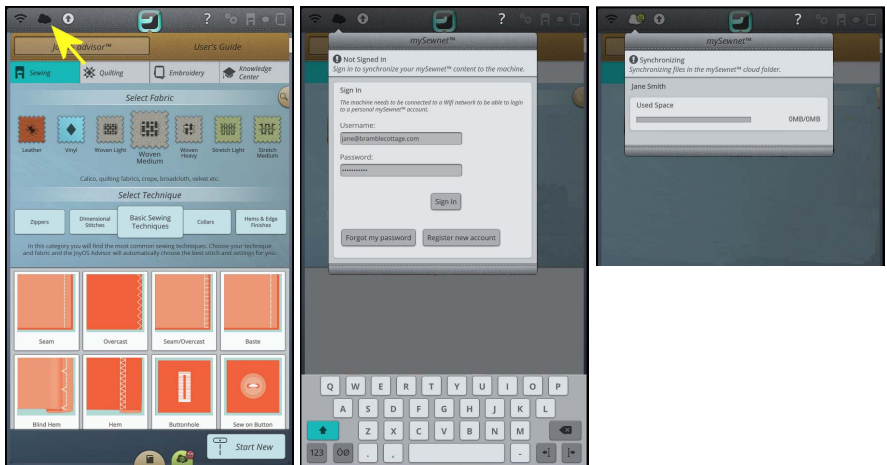 ?
Joy OS advisor™
User's Guide
Sewing
Quilting
Embroidery
Knowledge
Center
Select Fabric
Leather
Vinyl
Woven Light
Woven
Medium
Woven
Heavy
Stretch Light
Stretch
Medium
Calico, quilting fabrics, crepe, broadcloth, velvet etc.
Select Technique
Zippers
Dimensional
Stitches
Basic Sewing
Techniques
Collars
Hems & Edge
Finishes
In this category you will find the most common sewing techniques. Choose your technique
and fabric and the JoyOS Advisor will automatically choose the best stitch and settings for you.
Seam
Overcast
Seam/Overcast
Baste
Blind Hem
Hem
Buttonhole
Sew on Button
Start New
?
mySewnet™
Not Signed In
Sign in to synchronize your mySewnet™ content to the machine.
Sign In
The machine needs to be connected to a Wifi network to be able to login
to a personal mySewnet™ account.
Username:
jane@bramblecottage.com
Password:
Sign In
Forgot my password
Register new account
Q W E R T Y U I O P
A S D F G H J K L
Z X C V B N M
123 ÖØ . , -
?
mySewnet™
Synchronizing
Synchronizing files in the mySewnet™ cloud folder.
Jane Smith
Used Space
0MB/0MB